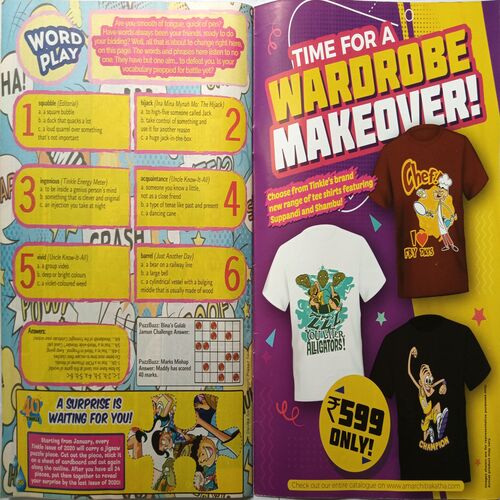 WORD
PLAY
Are you smooth of tongue, quick of pen?
Have words always been your friends, ready to do
your bidding? Well, all that is about to change right here,
on this page. The words and phrases here listen to no
one. They have but one aim... to defeat you. Is your
vocabulary prepped for battle yet?
HA!
1
squabble (Editorial)
a. a square bubble
b. a duck that quacks a lot
c. a loud quarrel over something
that's not important
2
hijack (Ina Mina Mynah Mo: The Hijack)
a. to high-five someone called Jack
b. take control of something and
use it for another reason
c. a huge jack-in-the-box
3
ingenious (Tinkle Energy Meter)
a. to be inside a genius person's mind
b. something that is clever and original
c. an injection you take at night
4
acquaintance (Uncle Know-It-All)
a. someone you know a little,
not as a close friend
b. a type of tense like past and present
c. a dancing cane
CRASH
5
vivid (Uncle Know-It-All)
a. a group video
b. deep or bright colours
c. a violet-coloured weed
6
barrel (Just Another Day)
a. a bear on a railway line
b. a large bell
c. a cylindrical vessel with a bulging
middle that is usually made of wood
POW!
Answers:
PuzzBuzz: Bina's Gulab
Jamun Challenge Answer:
PuzzBuzz: Marks Mishap
Answer: Maddy has scored
40 marks.
40
A SURPRISE IS
WAITING FOR YOU!
Starting from January, every
Tinkle issue of 2020 will carry a jigsaw
puzzle piece. Cut out the piece, stick it
on a sheet of cardboard and cut again
along the outline. After you have all 24
pieces, put them together to reveal
your surprise by the last issue of 2020!
TIME FOR A
WARDROBE
MAKEOVER!
Choose from Tinkle's brand
new range of tee shirts featuring
Suppandi and Shambu!
Chef
I
FRY DAYS
ALLIGATORS!
₹599
ONLY!
CHAMPION
Check out our entire catalogue on www.amarchitrakatha.com